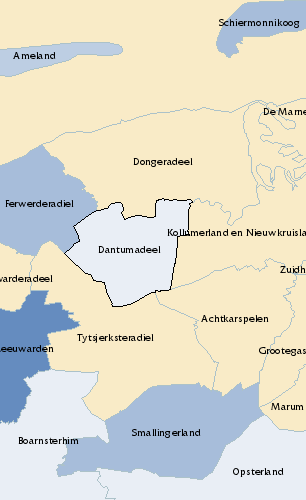 Schiermonnikoog
Ameland
De Marne
Dongeradeel
Ferwerderadiel
Kollumerland en Nieuwkruisla
Dantumadeel
Zuidh
warderadeel
Achtkarspelen
Tytsjerksteradiel
eeuwarden
Grootegas
Marum
Smallingerland
Boarnsterhim
Opsterland